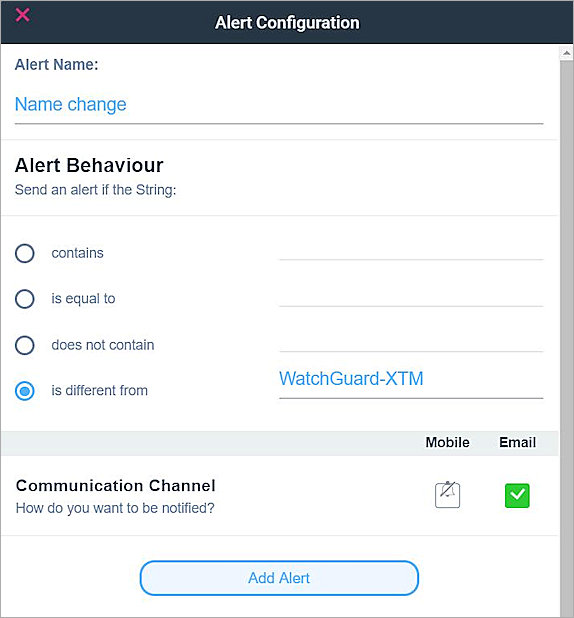 Alert Configuration
Alert Name:
Name change
Alert Behaviour
Send an alert if the String:
contains
is equal to
does not contain
is different from WatchGuard-XTM
Mobile Email
Communication Channel
How do you want to be notified?
Add Alert